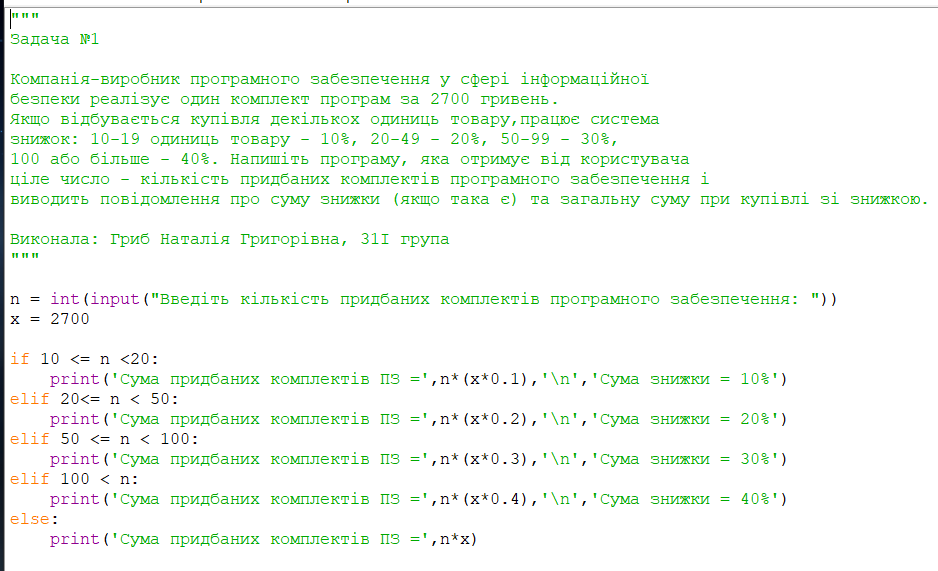 """
Задача №1
Компанія-виробник програмного забезпечення у сфері інформаційної
безпеки реалізує один комплект програм за 2700 гривень.
Якщо відбувається купівля декількох одиниць товару,працює система
знижок: 10-19 одиниць товару - 10%, 20-49 - 20%, 50-99 - 30%,
100 або більше - 40%. Напишіть програму, яка отримує від користувача
ціле число - кількість придбаних комплектів програмного забезпечення і
виводить повідомлення про суму знижки (якщо така є) та загальну суму при купівлі зі знижкою.
Виконала: Гриб Наталія Григорівна, 31І група
"""
n = int(input("Введіть кількість придбаних комплектів програмного забезпечення: "))
x = 2700
if 10 <= n <20:
    print('Сума придбаних комплектів ПЗ =',n*(x*0.1),'\n','Сума знижки = 10%')
elif 20<= n < 50:
    print('Сума придбаних комплектів ПЗ =',n*(x*0.2),'\n','Сума знижки = 20%')
elif 50 <= n < 100:
    print('Сума придбаних комплектів ПЗ =',n*(x*0.3),'\n','Сума знижки = 30%')
elif 100 < n:
    print('Сума придбаних комплектів ПЗ =',n*(x*0.4),'\n','Сума знижки = 40%')
else:
    print('Сума придбаних комплектів ПЗ =',n*x)